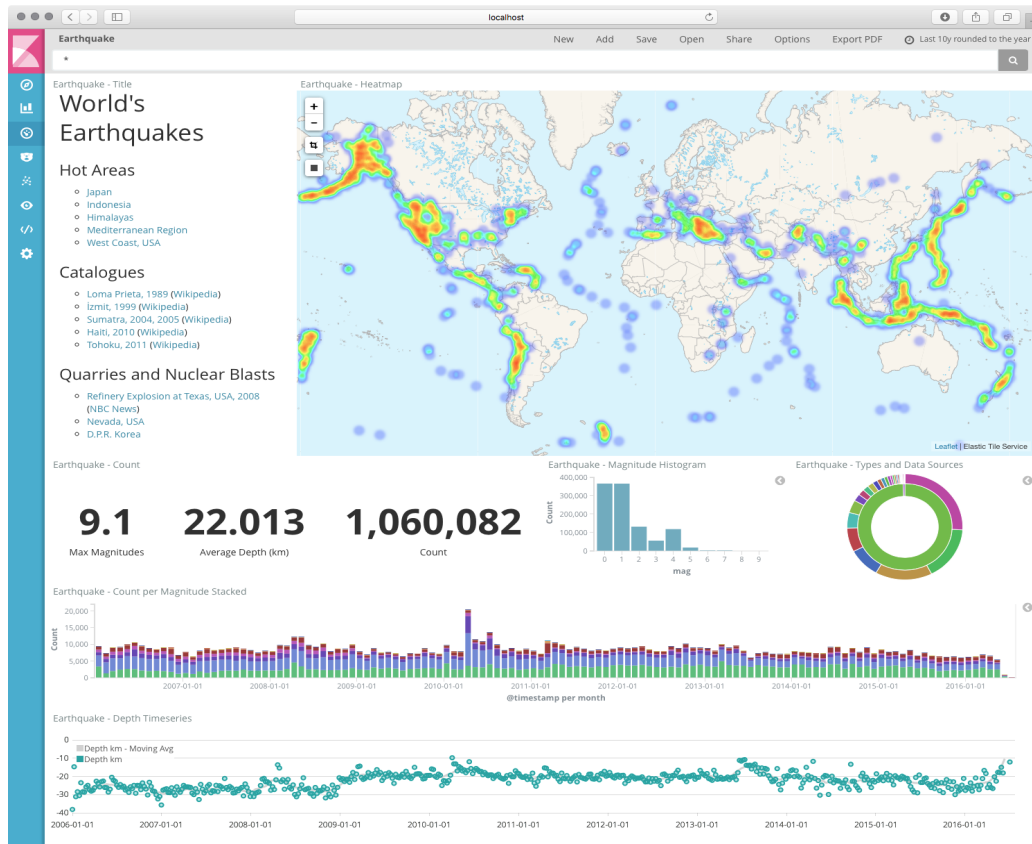 localhost
Earthquake
New Add Save Open Share Options Export PDF Last 10y rounded to the year
*
Earthquake - Title
World's
Earthquakes
Hot Areas
Japan
Indonesia
Himalayas
Mediterranean Region
West Coast, USA
Catalogues
Loma Prieta, 1989 (Wikipedia)
İzmit, 1999 (Wikipedia)
Sumatra, 2004, 2005 (Wikipedia)
Haiti, 2010 (Wikipedia)
Tohoku, 2011 (Wikipedia)
Quarries and Nuclear Blasts
Refinery Explosion at Texas, USA, 2008
(NBC News)
Nevada, USA
D.P.R. Korea
Earthquake - Heatmap
+
−
Leaflet | Elastic Tile Service
Earthquake - Count
9.1 22.013 1,060,082
Max Magnitudes Average Depth (km) Count
Earthquake - Magnitude Histogram
400,000
300,000
200,000
100,000
0
Count
0 1 2 3 4 5 6 7 8 9
mag
Earthquake - Types and Data Sources
Earthquake - Count per Magnitude Stacked
20,000
15,000
10,000
5,000
0
Count
2007-01-01 2008-01-01 2009-01-01 2010-01-01 2011-01-01 2012-01-01 2013-01-01 2014-01-01 2015-01-01 2016-01-01
@timestamp per month
Earthquake - Depth Timeseries
Depth km - Moving Avg
Depth km
0
-10
-20
-30
-40
2006-01-01 2007-01-01 2008-01-01 2009-01-01 2010-01-01 2011-01-01 2012-01-01 2013-01-01 2014-01-01 2015-01-01 2016-01-01